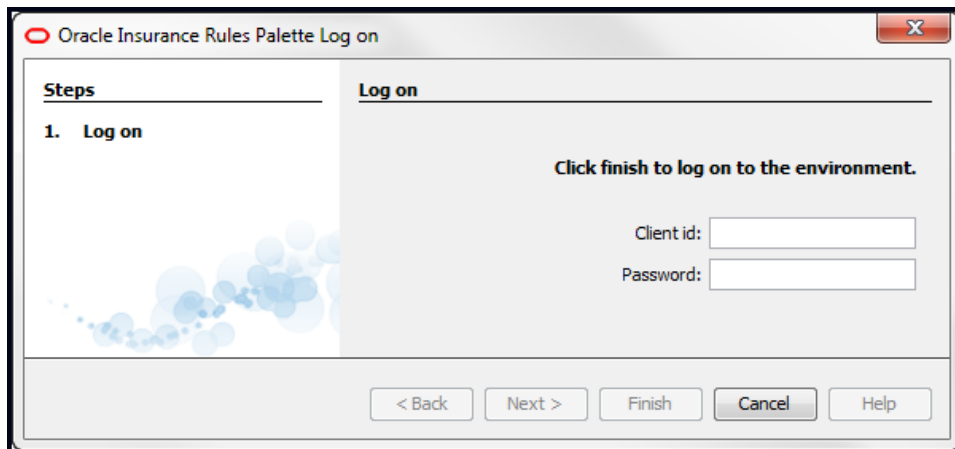 Oracle Insurance Rules Palette Log on
Steps
1. Log on
Log on
Click finish to log on to the environment.
Client id:
Password:
< Back Next > Finish Cancel Help